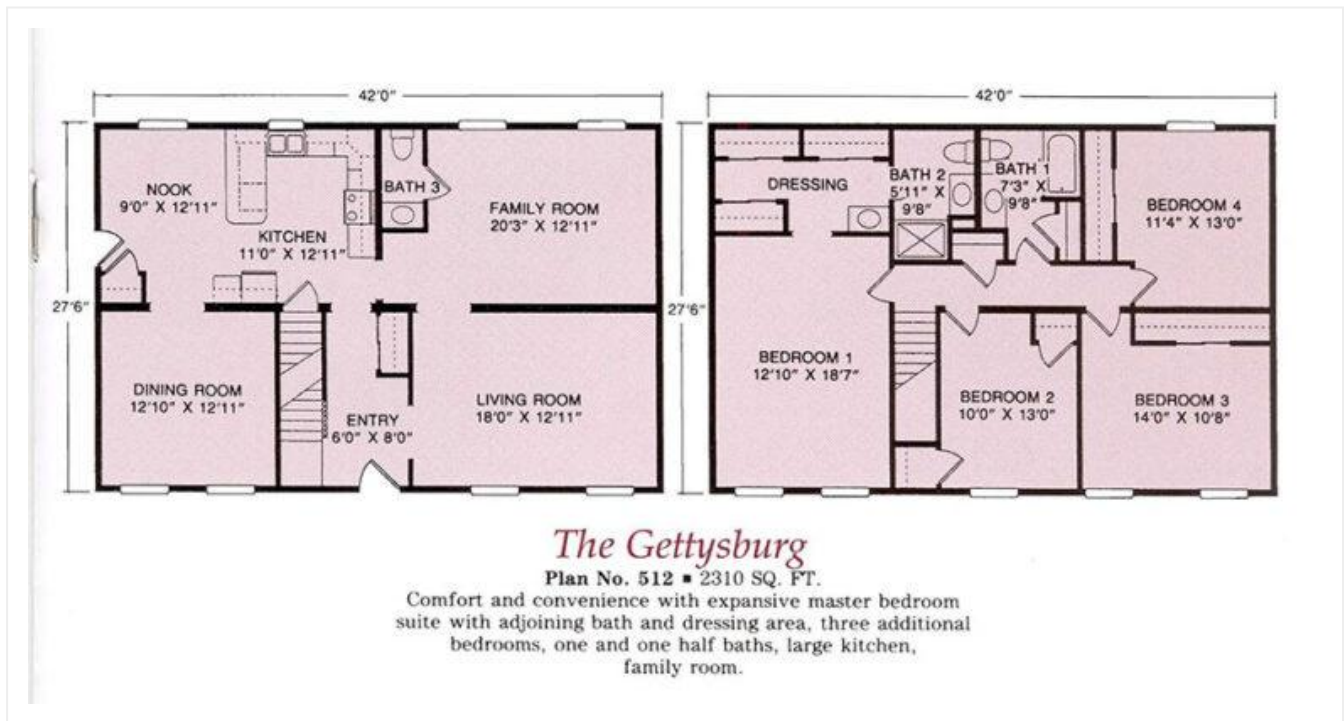 42'0"
42'0"
27'6"
27'6"
NOOK
9'0" X 12'11"
KITCHEN
11'0" X 12'11"
BATH 3
FAMILY ROOM
20'3" X 12'11"
DINING ROOM
12'10" X 12'11"
ENTRY
6'0" X 8'0"
LIVING ROOM
18'0" X 12'11"
DRESSING
BATH 2
5'11" X
9'8"
BATH 1
7'3" X
9'8"
BEDROOM 4
11'4" X 13'0"
BEDROOM 1
12'10" X 18'7"
BEDROOM 2
10'0" X 13'0"
BEDROOM 3
14'0" X 10'8"
The Gettysburg
Plan No. 512 ▪ 2310 SQ. FT.
Comfort and convenience with expansive master bedroom
suite with adjoining bath and dressing area, three additional
bedrooms, one and one half baths, large kitchen,
family room.